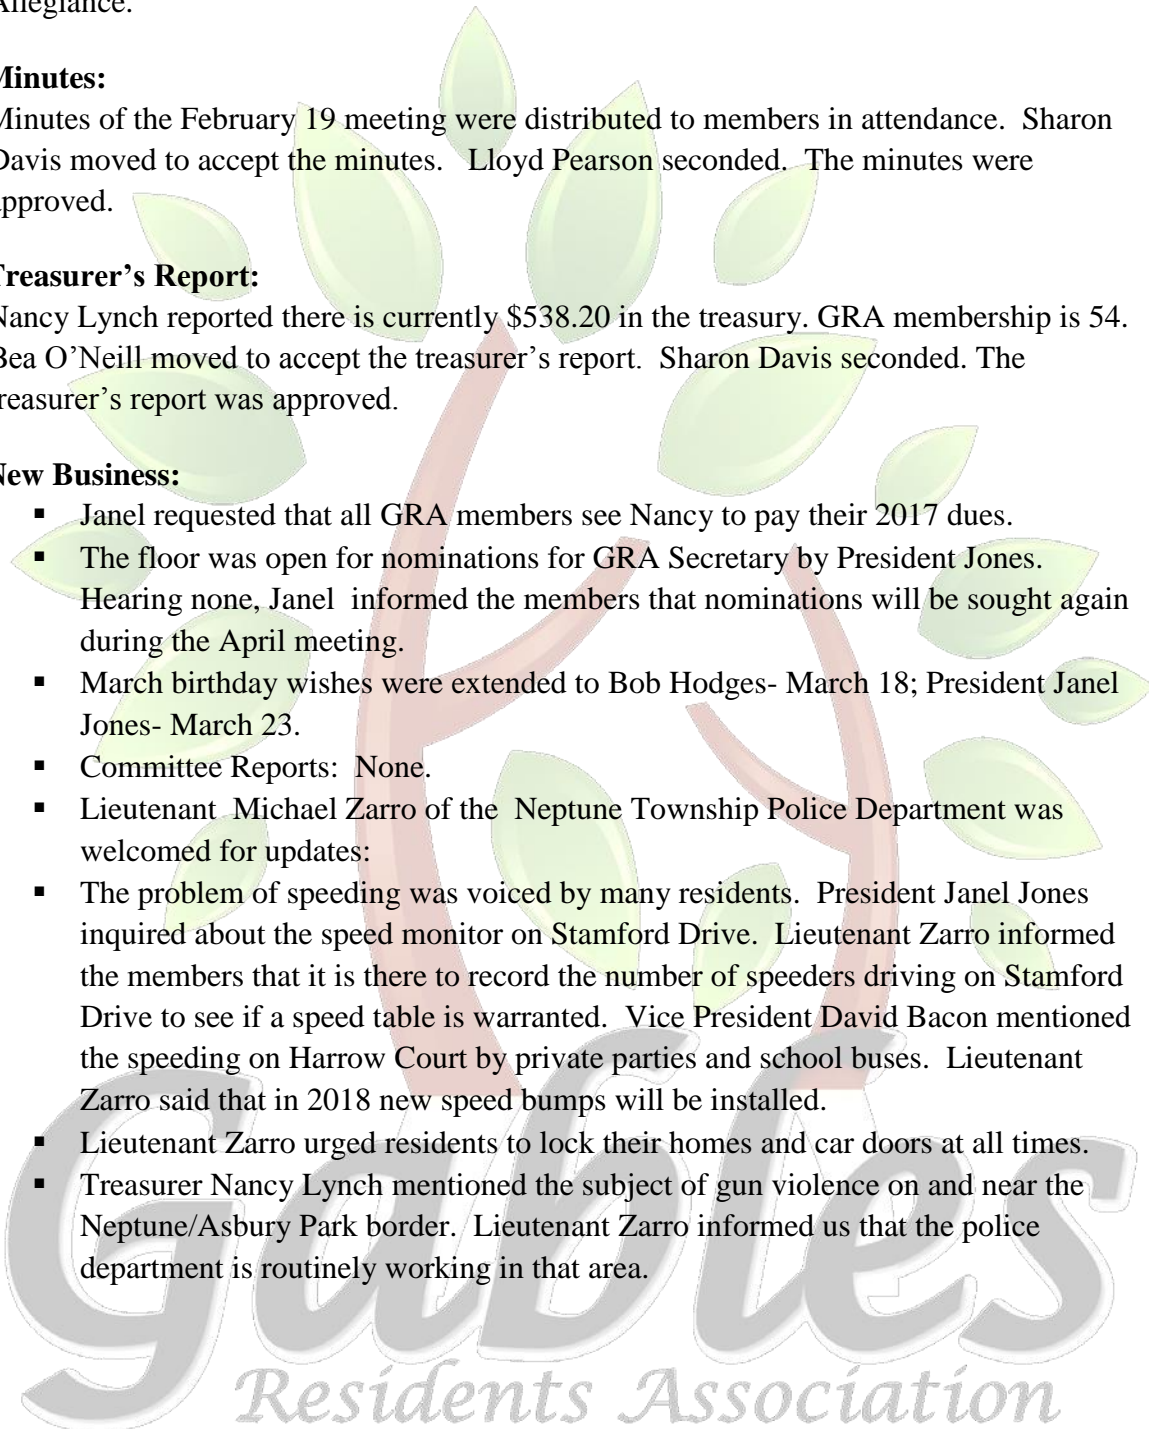 Allegiance.
Minutes:
Minutes of the February 19 meeting were distributed to members in attendance.  Sharon
Davis moved to accept the minutes.   Lloyd Pearson seconded.  The minutes were
approved.
Treasurer’s Report:
Nancy Lynch reported there is currently $538.20 in the treasury. GRA membership is 54.
Bea O’Neill moved to accept the treasurer’s report.  Sharon Davis seconded. The
treasurer’s report was approved.
New Business:
▪ Janel requested that all GRA members see Nancy to pay their 2017 dues.
▪ The floor was open for nominations for GRA Secretary by President Jones.
Hearing none, Janel  informed the members that nominations will be sought again
during the April meeting.
▪ March birthday wishes were extended to Bob Hodges- March 18; President Janel
Jones- March 23.
▪ Committee Reports:  None.
▪ Lieutenant  Michael Zarro of the  Neptune Township Police Department was
welcomed for updates:
▪ The problem of speeding was voiced by many residents.  President Janel Jones
inquired about the speed monitor on Stamford Drive.  Lieutenant Zarro informed
the members that it is there to record the number of speeders driving on Stamford
Drive to see if a speed table is warranted.  Vice President David Bacon mentioned
the speeding on Harrow Court by private parties and school buses.  Lieutenant
Zarro said that in 2018 new speed bumps will be installed.
▪ Lieutenant Zarro urged residents to lock their homes and car doors at all times.
▪ Treasurer Nancy Lynch mentioned the subject of gun violence on and near the
Neptune/Asbury Park border.  Lieutenant Zarro informed us that the police
department is routinely working in that area.
Gables
Residents Association